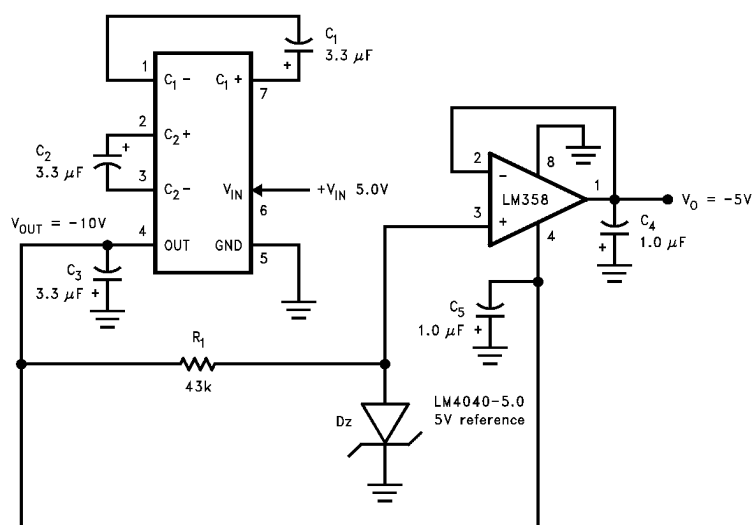 C1
3.3 µF
1
C1 −
C1 +
7
+
2
C2 +
C2
3.3 µF
+
3
C2 −
VIN
+VIN 5.0V
6
VOUT = −10V
4
OUT
GND
5
C3
3.3 µF
+
R1
43k
Dz
LM4040-5.0
5V reference
2
−
8
LM358
1
3
+
4
VO = −5V
C4
1.0 µF
+
C5
1.0 µF
+